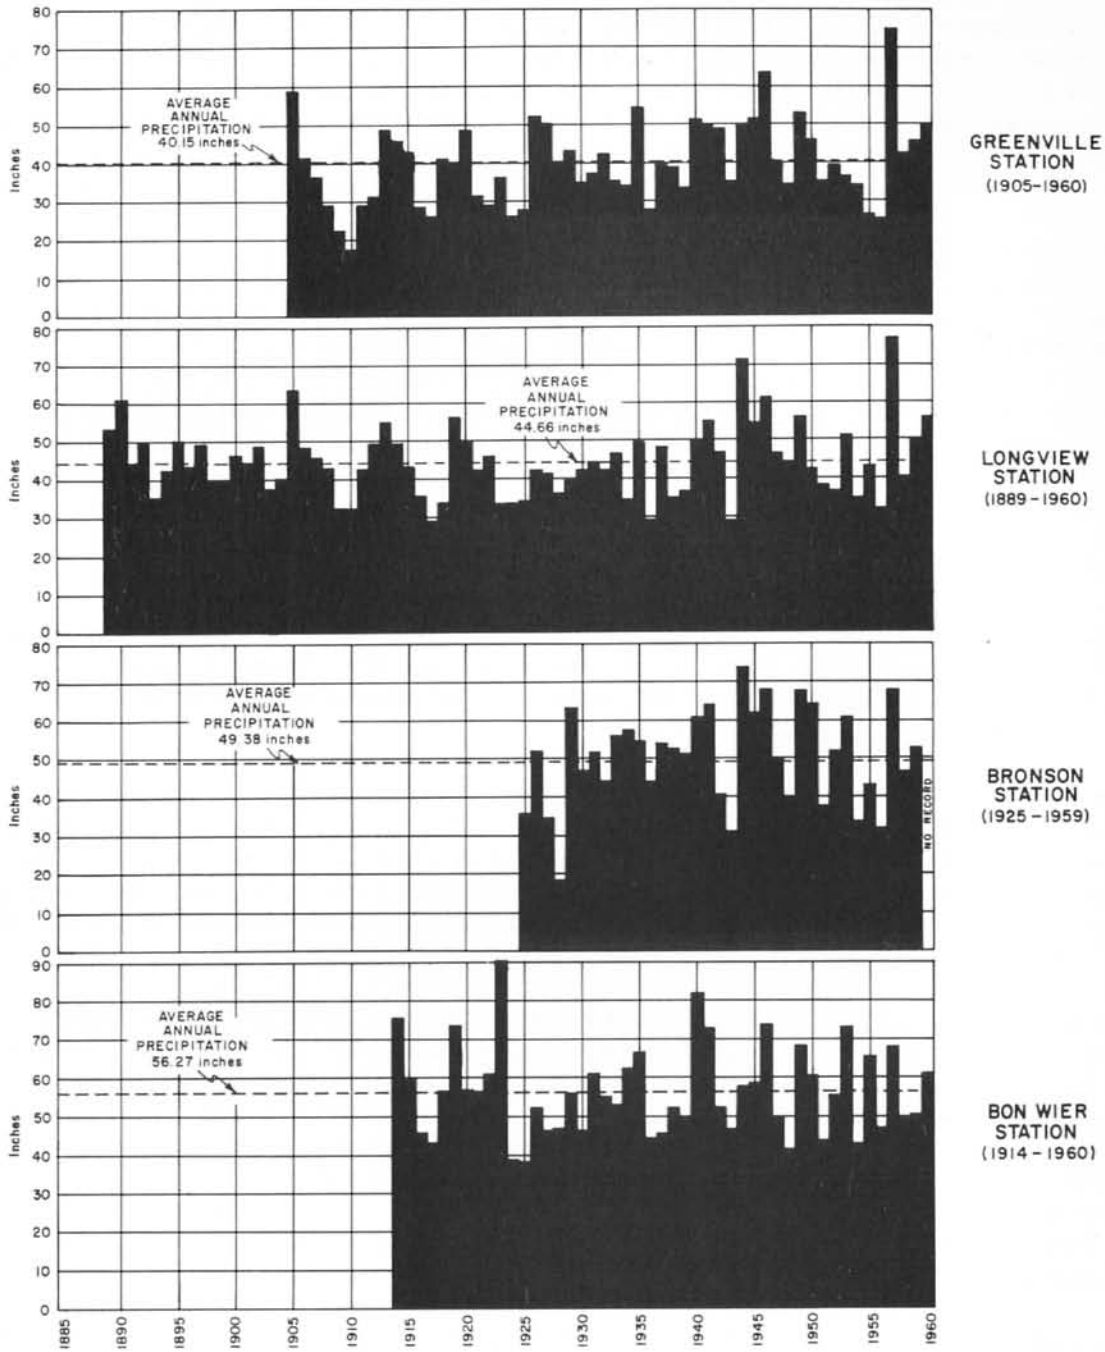 80
70
60
50
40
30
20
10
0
Inches
AVERAGE
ANNUAL
PRECIPITATION
40.15 inches
GREENVILLE
STATION
(1905-1960)
80
70
60
50
40
30
20
10
0
Inches
AVERAGE
ANNUAL
PRECIPITATION
44.66 inches
LONGVIEW
STATION
(1889-1960)
80
70
60
50
40
30
20
10
0
Inches
AVERAGE
ANNUAL
PRECIPITATION
49.38 inches
NO RECORD
BRONSON
STATION
(1925-1959)
90
80
70
60
50
40
30
20
10
0
Inches
AVERAGE
ANNUAL
PRECIPITATION
56.27 inches
BON WIER
STATION
(1914-1960)
1885
1890
1895
1900
1905
1910
1915
1920
1925
1930
1935
1940
1945
1950
1955
1960